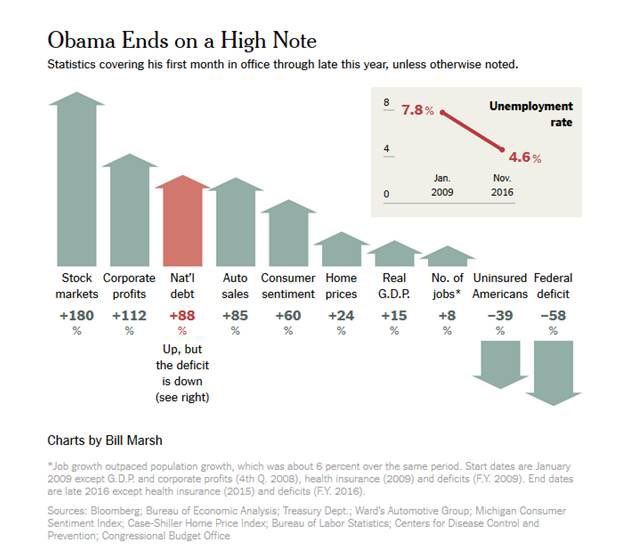 Obama Ends on a High Note
Statistics covering his first month in office through late this year, unless otherwise noted.
8
7.8%
Unemployment
rate
4
4.6%
Jan.
2009
Nov.
2016
0
Stock
markets
+180
%
Corporate
profits
+112
%
Nat'l
debt
+88
%
Up, but
the deficit
is down
(see right)
Auto
sales
+85
%
Consumer
sentiment
+60
%
Home
prices
+24
%
Real
G.D.P.
+15
%
No. of
jobs*
+8
%
Uninsured
Americans
−39
%
Federal
deficit
−58
%
Charts by Bill Marsh
*Job growth outpaced population growth, which was about 6 percent over the same period. Start dates are January
2009 except G.D.P. and corporate profits (4th Q. 2008), health insurance (2009) and deficits (F.Y. 2009). End dates
are late 2016 except health insurance (2015) and deficits (F.Y. 2016).
Sources: Bloomberg; Bureau of Economic Analysis; Treasury Dept.; Ward's Automotive Group; Michigan Consumer
Sentiment Index; Case-Shiller Home Price Index; Bureau of Labor Statistics; Centers for Disease Control and
Prevention; Congressional Budget Office